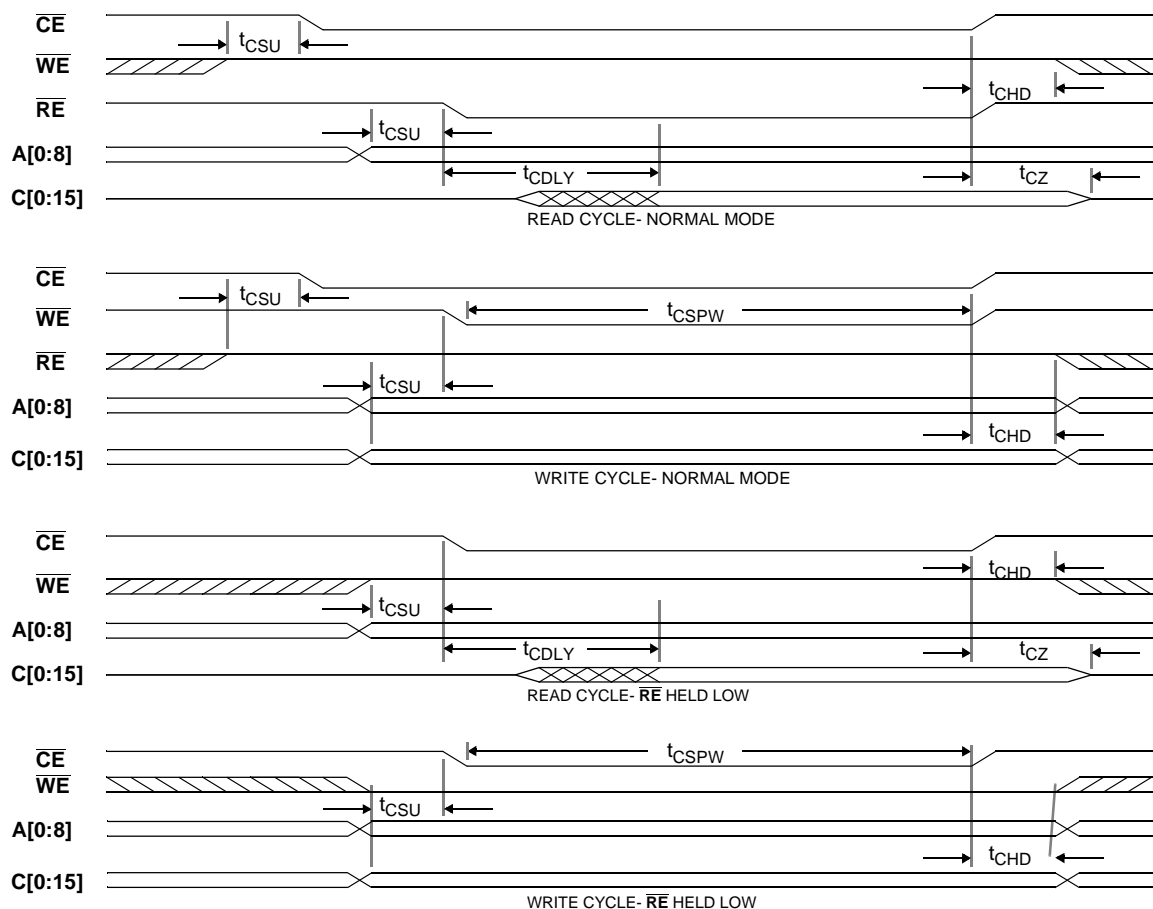 CE
tCSU
WE
tCHD
RE
tCSU
A[0:8]
tCDLY
tCZ
C[0:15]
READ CYCLE- NORMAL MODE
CE
tCSU
WE
tCSPW
RE
tCSU
A[0:8]
tCHD
C[0:15]
WRITE CYCLE- NORMAL MODE
CE
WE
tCHD
tCSU
A[0:8]
tCDLY
tCZ
C[0:15]
READ CYCLE- RE HELD LOW
CE
tCSPW
WE
tCSU
A[0:8]
tCHD
C[0:15]
WRITE CYCLE- RE HELD LOW